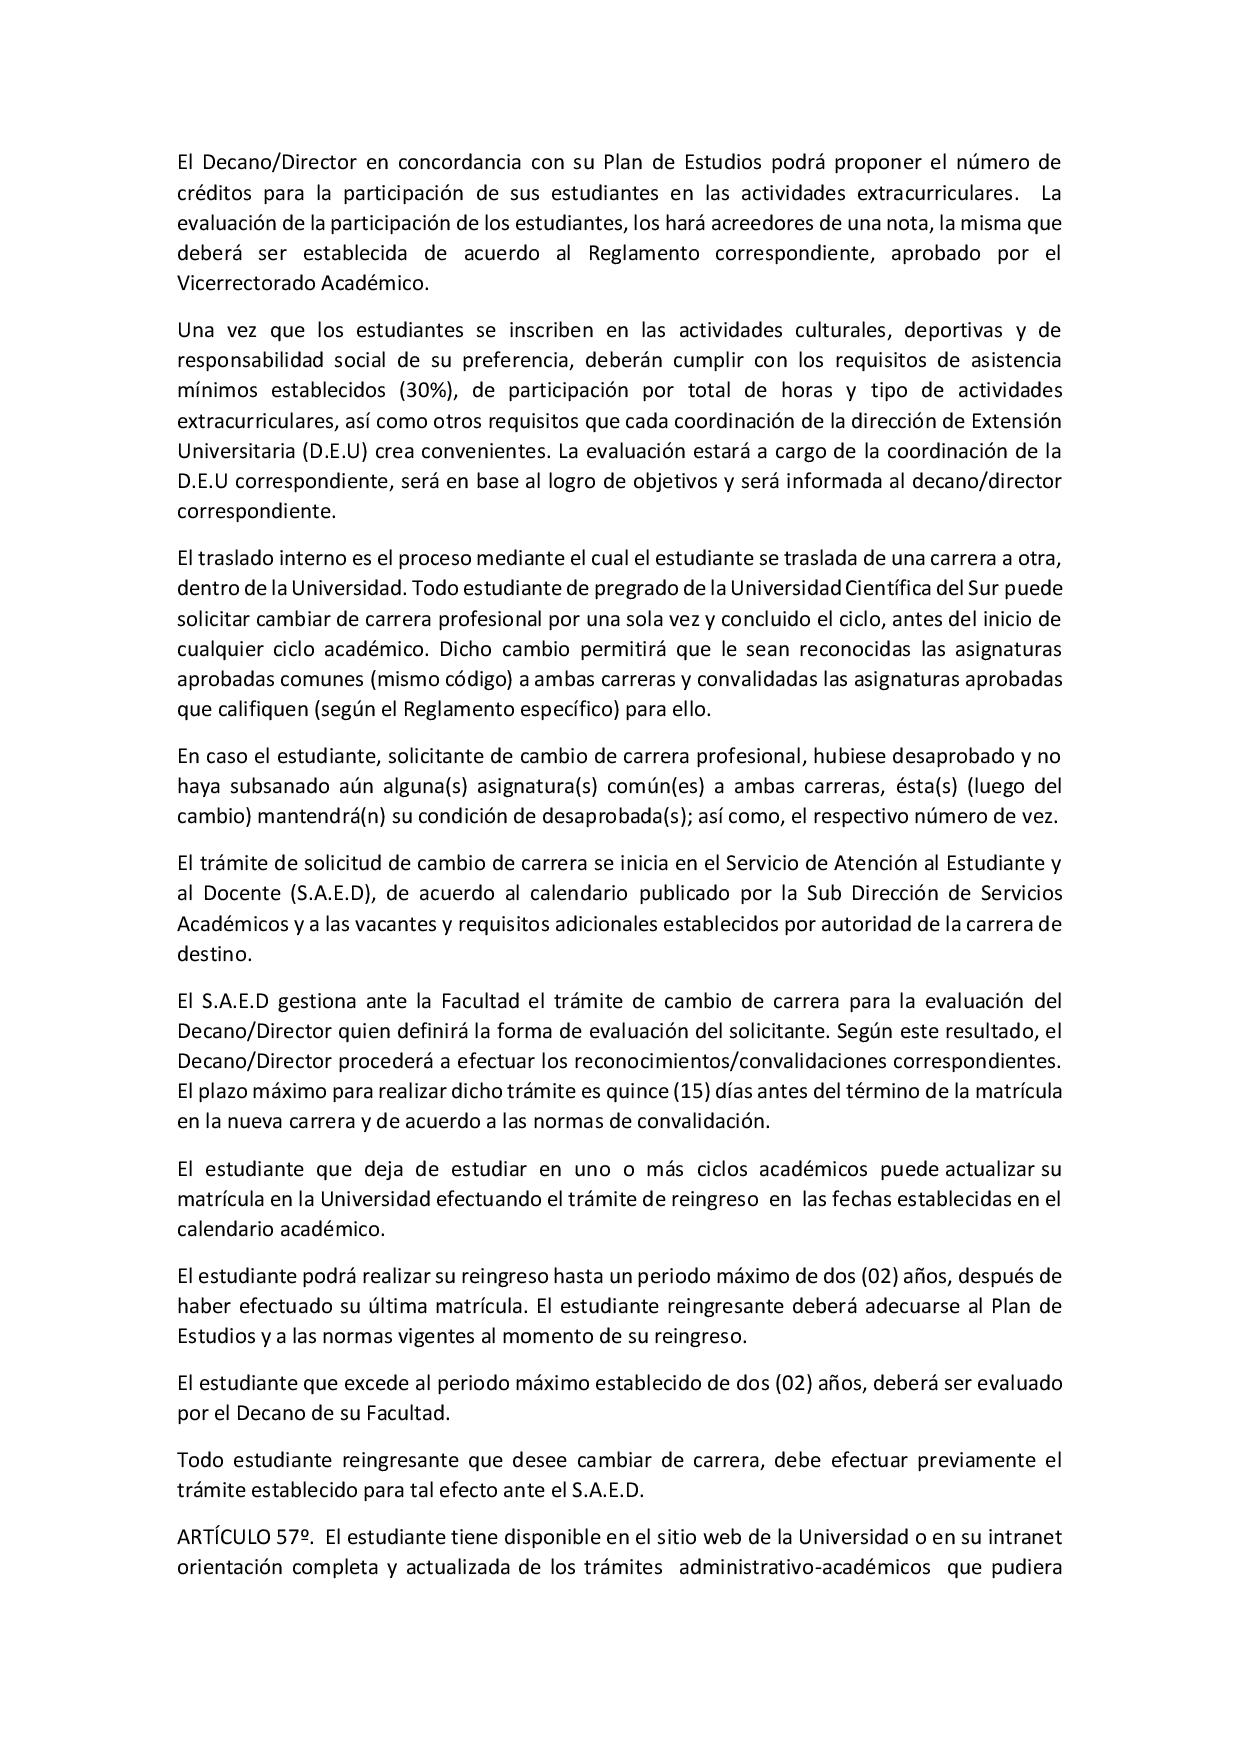 El Decano/Director en concordancia con su Plan de Estudios podrá proponer el número de
créditos para la participación de sus estudiantes en las actividades extracurriculares. La
evaluación de la participación de los estudiantes, los hará acreedores de una nota, la misma que
deberá ser establecida de acuerdo al Reglamento correspondiente, aprobado por el
Vicerrectorado Académico.
Una vez que los estudiantes se inscriben en las actividades culturales, deportivas y de
responsabilidad social de su preferencia, deberán cumplir con los requisitos de asistencia
mínimos establecidos (30%), de participación por total de horas y tipo de actividades
extracurriculares, así como otros requisitos que cada coordinación de la dirección de Extensión
Universitaria (D.E.U) crea convenientes. La evaluación estará a cargo de la coordinación de la
D.E.U correspondiente, será en base al logro de objetivos y será informada al decano/director
correspondiente.
El traslado interno es el proceso mediante el cual el estudiante se traslada de una carrera a otra,
dentro de la Universidad. Todo estudiante de pregrado de la Universidad Científica del Sur puede
solicitar cambiar de carrera profesional por una sola vez y concluido el ciclo, antes del inicio de
cualquier ciclo académico. Dicho cambio permitirá que le sean reconocidas las asignaturas
aprobadas comunes (mismo código) a ambas carreras y convalidadas las asignaturas aprobadas
que califiquen (según el Reglamento específico) para ello.
En caso el estudiante, solicitante de cambio de carrera profesional, hubiese desaprobado y no
haya subsanado aún alguna(s) asignatura(s) común(es) a ambas carreras, ésta(s) (luego del
cambio) mantendrá(n) su condición de desaprobada(s); así como, el respectivo número de vez.
El trámite de solicitud de cambio de carrera se inicia en el Servicio de Atención al Estudiante y
al Docente (S.A.E.D), de acuerdo al calendario publicado por la Sub Dirección de Servicios
Académicos y a las vacantes y requisitos adicionales establecidos por autoridad de la carrera de
destino.
El S.A.E.D gestiona ante la Facultad el trámite de cambio de carrera para la evaluación del
Decano/Director quien definirá la forma de evaluación del solicitante. Según este resultado, el
Decano/Director procederá a efectuar los reconocimientos/convalidaciones correspondientes.
El plazo máximo para realizar dicho trámite es quince (15) días antes del término de la matrícula
en la nueva carrera y de acuerdo a las normas de convalidación.
El estudiante que deja de estudiar en uno o más ciclos académicos puede actualizar su
matrícula en la Universidad efectuando el trámite de reingreso en las fechas establecidas en el
calendario académico.
El estudiante podrá realizar su reingreso hasta un periodo máximo de dos (02) años, después de
haber efectuado su última matrícula. El estudiante reingresante deberá adecuarse al Plan de
Estudios y a las normas vigentes al momento de su reingreso.
El estudiante que excede al periodo máximo establecido de dos (02) años, deberá ser evaluado
por el Decano de su Facultad.
Todo estudiante reingresante que desee cambiar de carrera, debe efectuar previamente el
trámite establecido para tal efecto ante el S.A.E.D.
ARTÍCULO 57º. El estudiante tiene disponible en el sitio web de la Universidad o en su intranet
orientación completa y actualizada de los trámites administrativo-académicos que pudiera